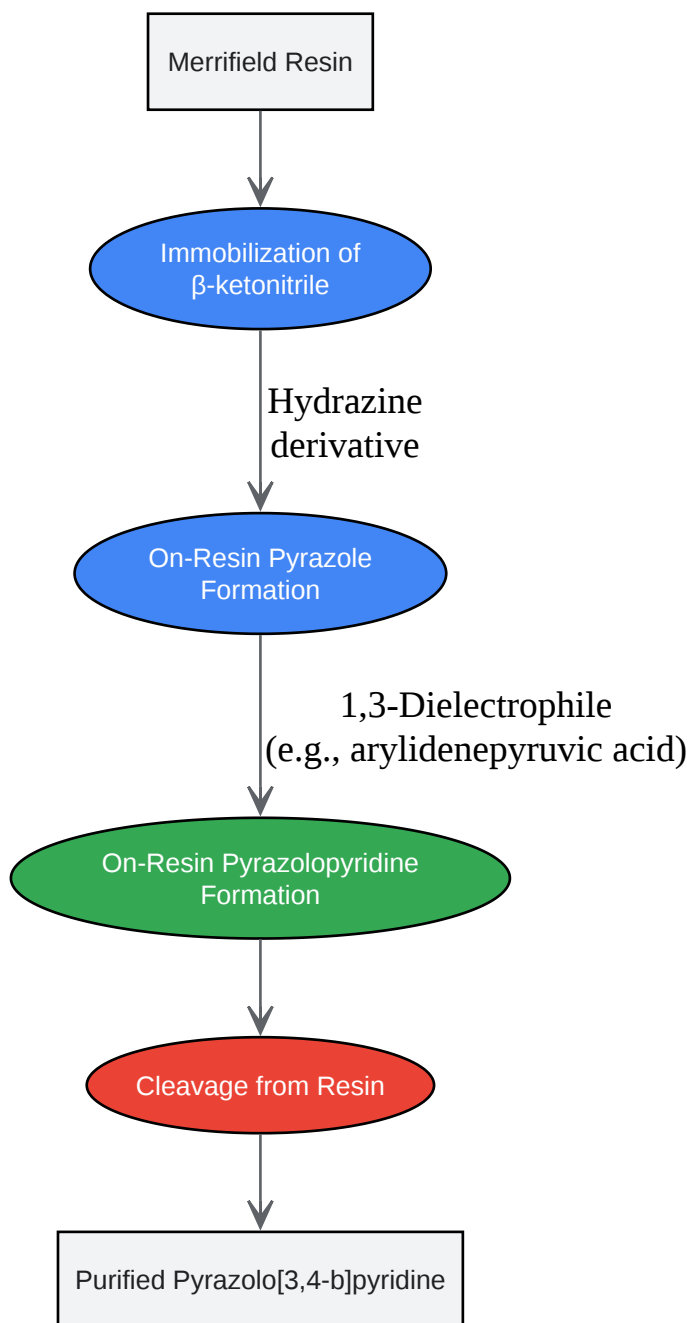 Merrifield Resin
Immobilization of
β-ketonitrile
Hydrazine
derivative
On-Resin Pyrazole
Formation
1,3-Dielectrophile
(e.g., arylidenepyruvic acid)
On-Resin Pyrazolopyridine
Formation
Cleavage from Resin
Purified Pyrazolo[3,4-b]pyridine